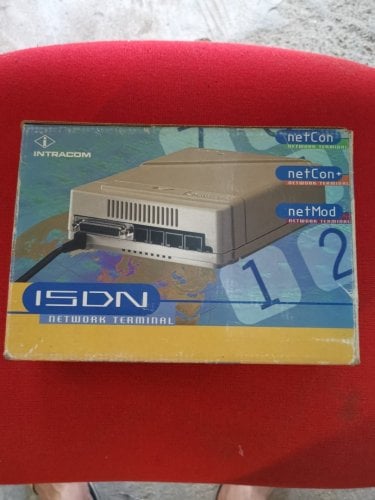 INTRACOM
netCon
NETWORK TERMINAL
netCon+
NETWORK TERMINAL
netMod
NETWORK TERMINAL
1 2
ISDN
NETWORK TERMINAL